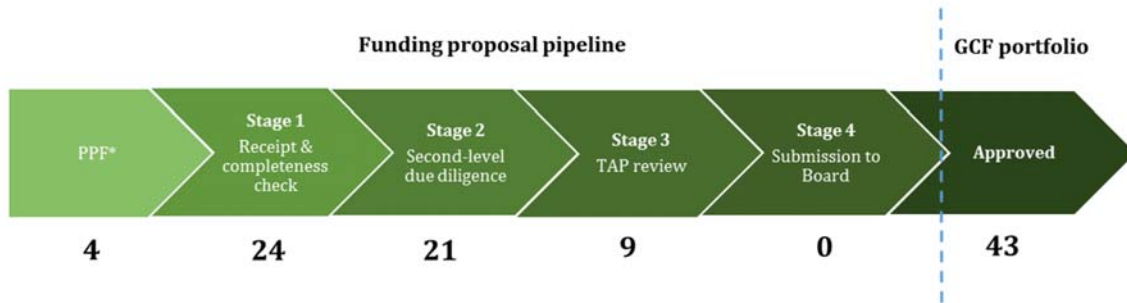 Funding proposal pipeline
GCF portfolio
PPF*
Stage 1
Receipt &
completeness
check
Stage 2
Second-level
due diligence
Stage 3
TAP review
Stage 4
Submission to
Board
Approved
4
24
21
9
0
43